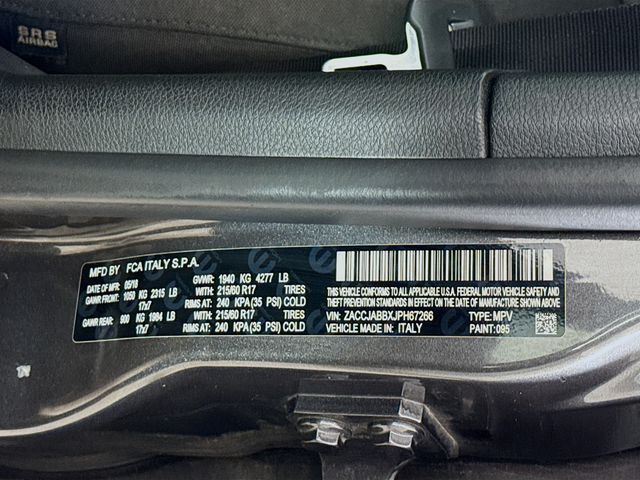 SRS
AIRBAG
MFD BY FCA ITALY S.P.A.
DATE OF MFD: 05/18 GVWR: 1940 KG 4277 LB
GAWR FRONT: 1050 KG 2315 LB WITH: 215/60 R17 TIRES
17x7 RIMS AT: 240 KPA(35 PSI) COLD
GAWR REAR: 900 KG 1984 LB WITH: 215/60 R17 TIRES
17x7 RIMS AT: 240 KPA (35 PSI) COLD
THIS VEHICLE CONFORMS TO ALL APPLICABLE U.S.A. FEDERAL MOTOR VEHICLE
SAFETY, BUMPER, AND THEFT PREVENTION STANDARDS IN EFFECT ON THE DATE OF MANUFACTURE SHOWN ABOVE.
VIN: ZACCJABBXJPH67266 TYPE: MPV
VEHICLE MADE IN: ITALY PAINT: 095